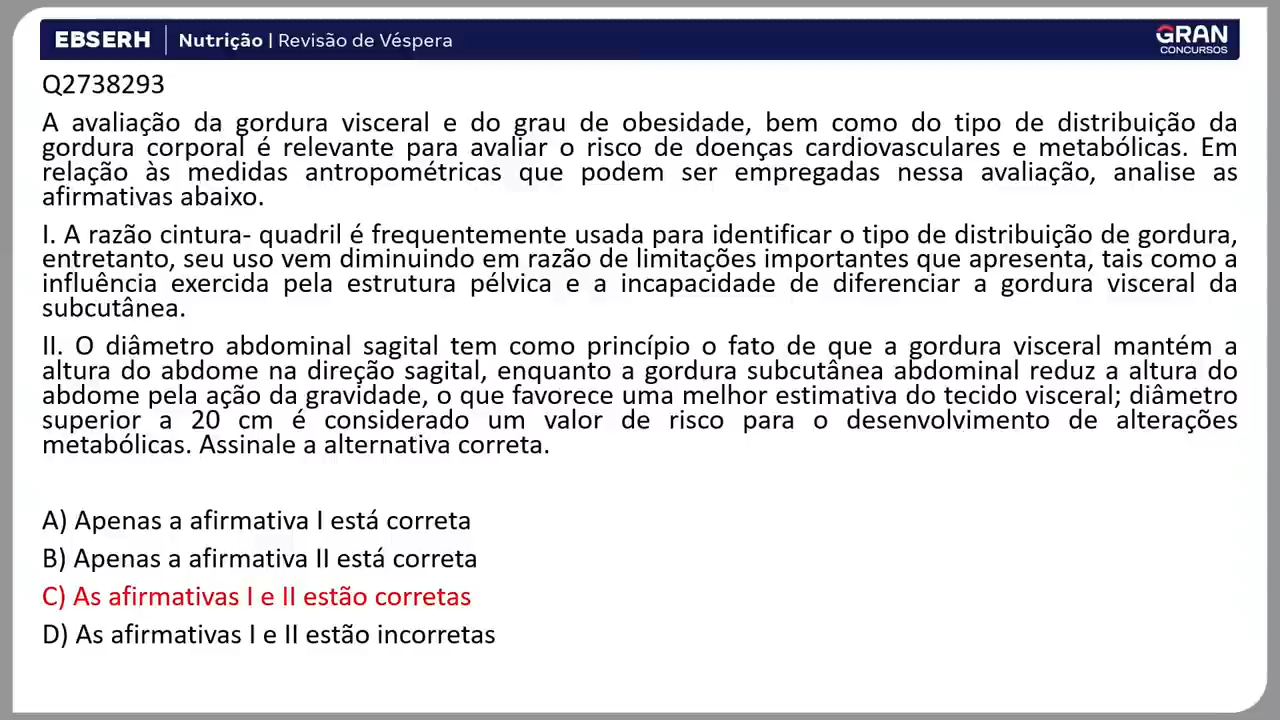 EBSERH Nutrição | Revisão de Véspera
GRAN
CONCURSOS
Q2738293
A avaliação da gordura visceral e do grau de obesidade, bem como do tipo de distribuição da
gordura corporal é relevante para avaliar o risco de doenças cardiovasculares e metabólicas. Em
relação às medidas antropométricas que podem ser empregadas nessa avaliação, analise as
afirmativas abaixo.
I. A razão cintura- quadril é frequentemente usada para identificar o tipo de distribuição de gordura,
entretanto, seu uso vem diminuindo em razão de limitações importantes que apresenta, tais como a
influência exercida pela estrutura pélvica e a incapacidade de diferenciar a gordura visceral da
subcutânea.
II. O diâmetro abdominal sagital tem como princípio o fato de que a gordura visceral mantém a
altura do abdome na direção sagital, enquanto a gordura subcutânea abdominal reduz a altura do
abdome pela ação da gravidade, o que favorece uma melhor estimativa do tecido visceral; diâmetro
superior a 20 cm é considerado um valor de risco para o desenvolvimento de alterações
metabólicas. Assinale a alternativa correta.
A) Apenas a afirmativa I está correta
B) Apenas a afirmativa II está correta
C) As afirmativas I e II estão corretas
D) As afirmativas I e II estão incorretas